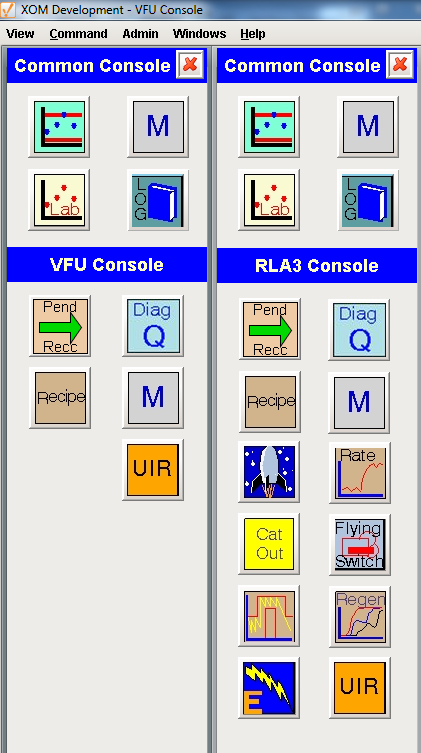 XOM Development - VFU Console
View Command Admin Windows Help
Common Console
M
Lab
LOG
VFU Console
Pend
Recc
Diag
Q
Recipe
M
UIR
Common Console
M
Lab
LOG
RLA3 Console
Pend
Recc
Diag
Q
Recipe
M
Rate
Cat
Out
Flying
Switch
Regen
E
UIR